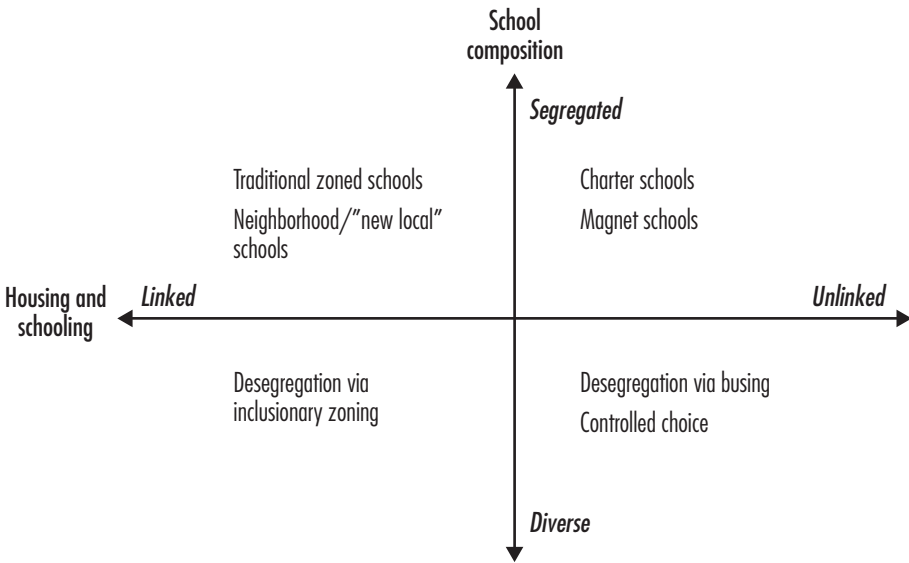 School
composition
Segregated
Traditional zoned schools
Neighborhood/”new local”
schools
Charter schools
Magnet schools
Housing and
schooling
Linked
Unlinked
Desegregation via
inclusionary zoning
Desegregation via busing
Controlled choice
Diverse